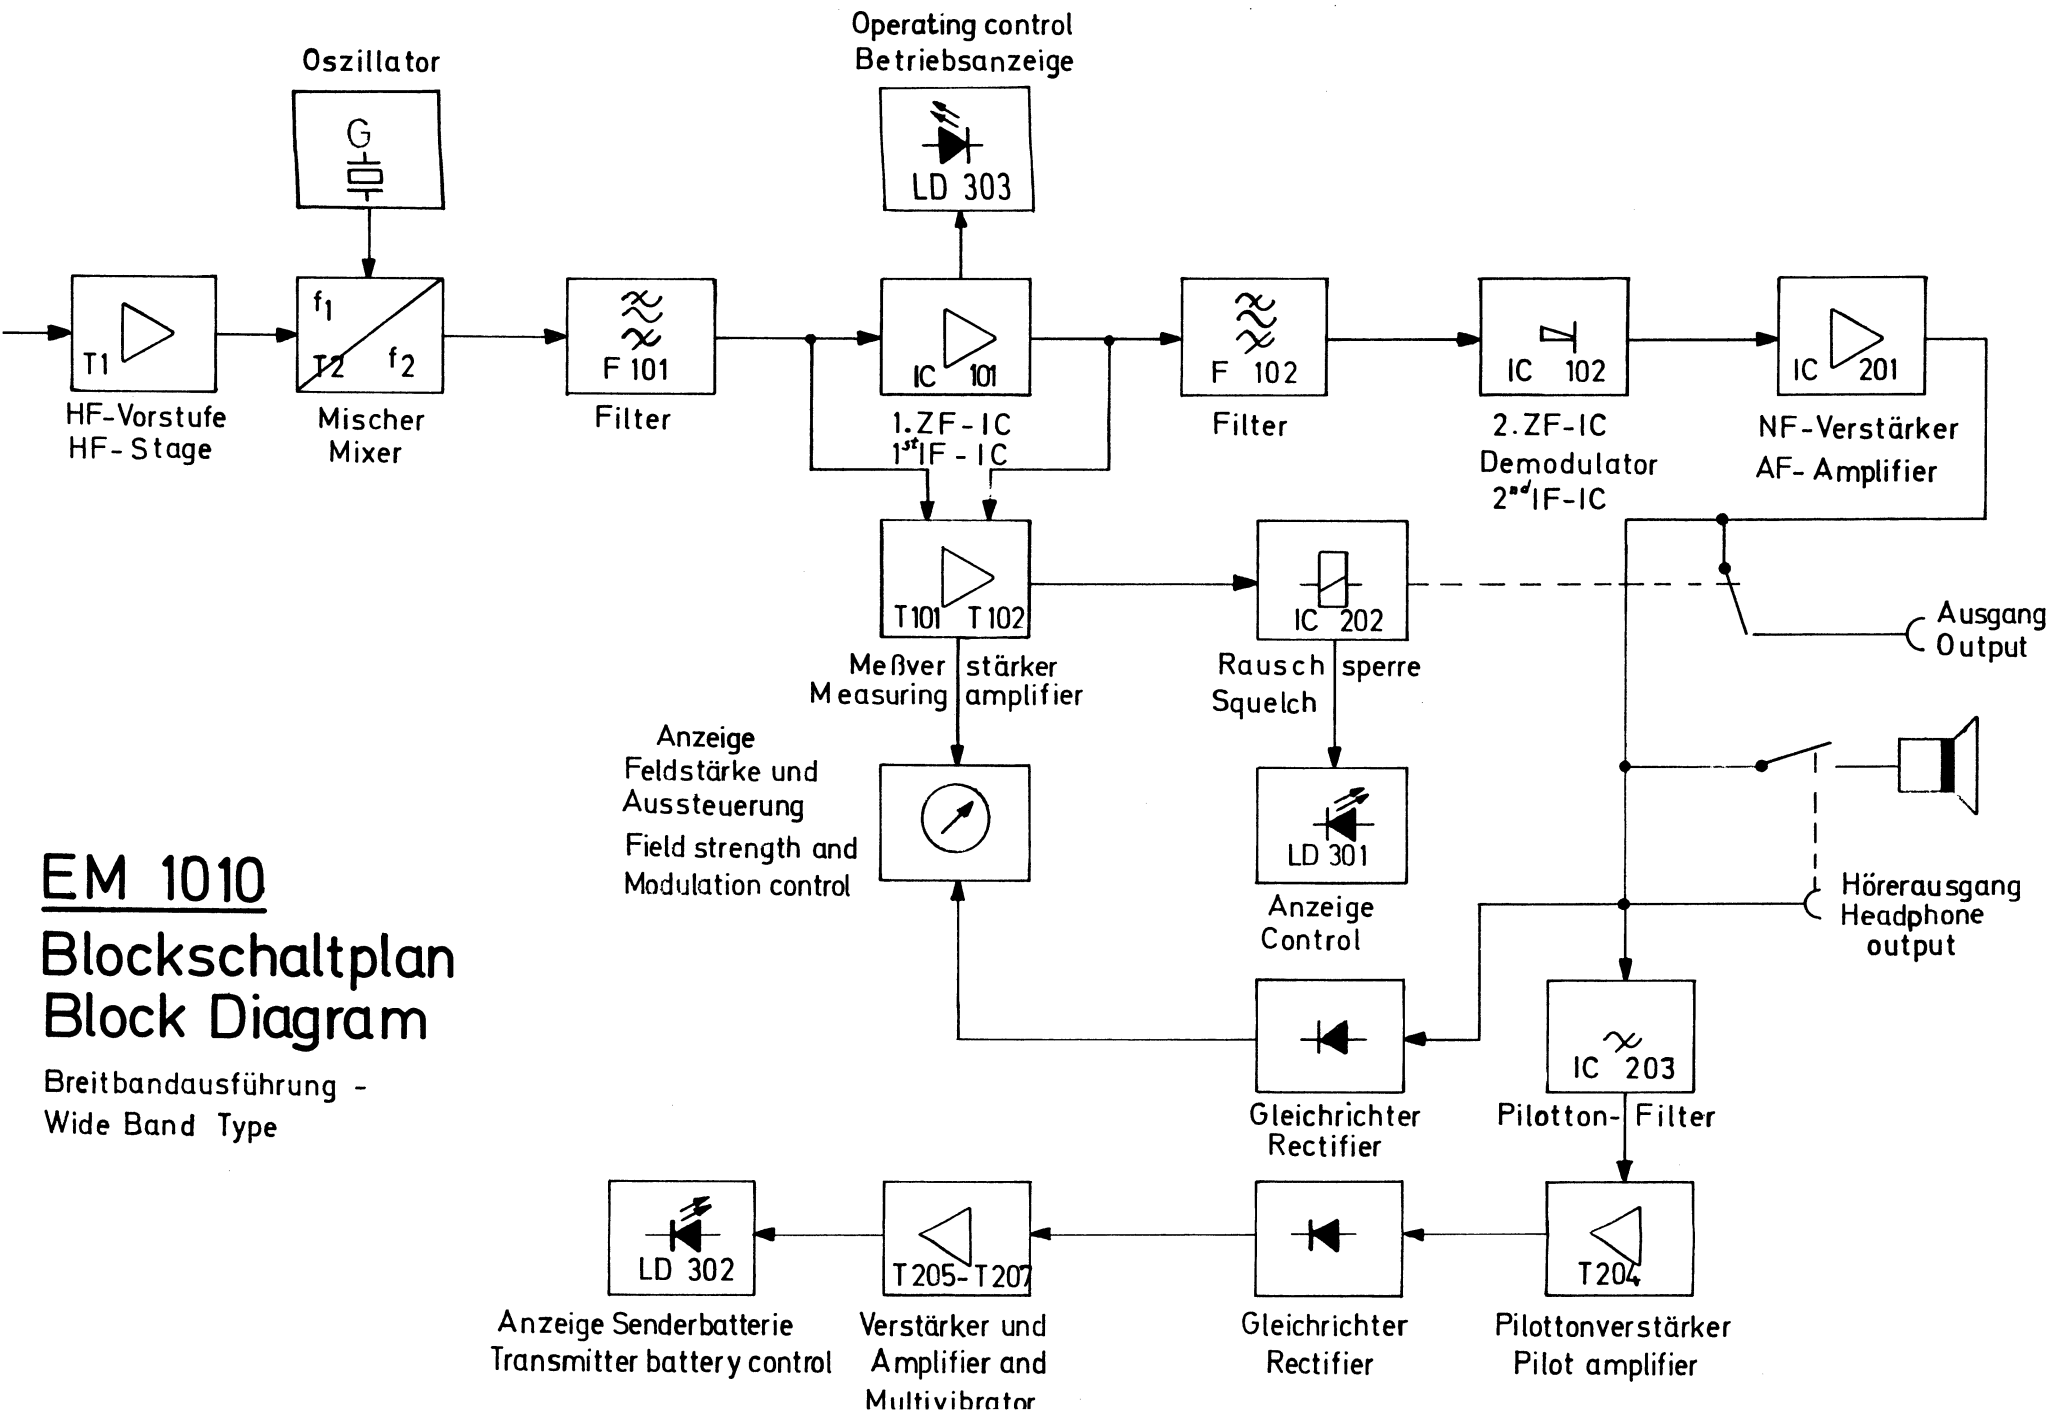 Operating control
Betriebsanzeige
Oszillator
G
LD 303
T1
HF-Vorstufe
HF-Stage
f1
T2 f2
Mischer
Mixer
F 101
Filter
IC 101
1.ZF-IC
1st IF-IC
F 102
Filter
IC 102
2.ZF-IC
Demodulator
2nd IF-IC
IC 201
NF-Verstärker
AF-Amplifier
T101 T102
Meßverstärker
Measuring amplifier
IC 202
Rauschsperre
Squelch
Ausgang
Output
Anzeige
Feldstärke und
Aussteuerung
Field strength and
Modulation control
LD 301
Anzeige
Control
Hörerausgang
Headphone
output
EM 1010
Blockschaltplan
Block Diagram
Breitbandausführung -
Wide Band Type
Gleichrichter
Rectifier
IC 203
Pilotton-Filter
LD 302
Anzeige Senderbatterie
Transmitter battery control
T205-T207
Verstärker und
Amplifier and
Multivibrator
Gleichrichter
Rectifier
T204
Pilottonverstärker
Pilot amplifier